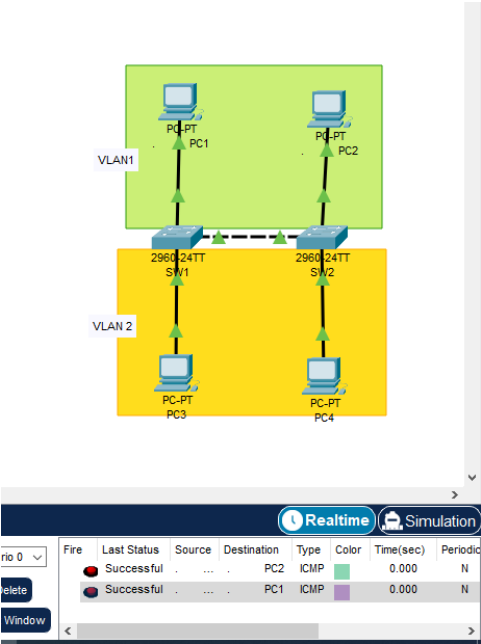 PC-PT
PC1
PC-PT
PC2
VLAN1
2960-24TT
SW1
2960-24TT
SW2
VLAN 2
PC-PT
PC3
PC-PT
PC4
Realtime
Simulation
rio 0
elete
Window
Fire Last Status Source Destination Type Color Time(sec) Periodic
Successful . ... . PC2 ICMP 0.000 N
Successful . ... . PC1 ICMP 0.000 N